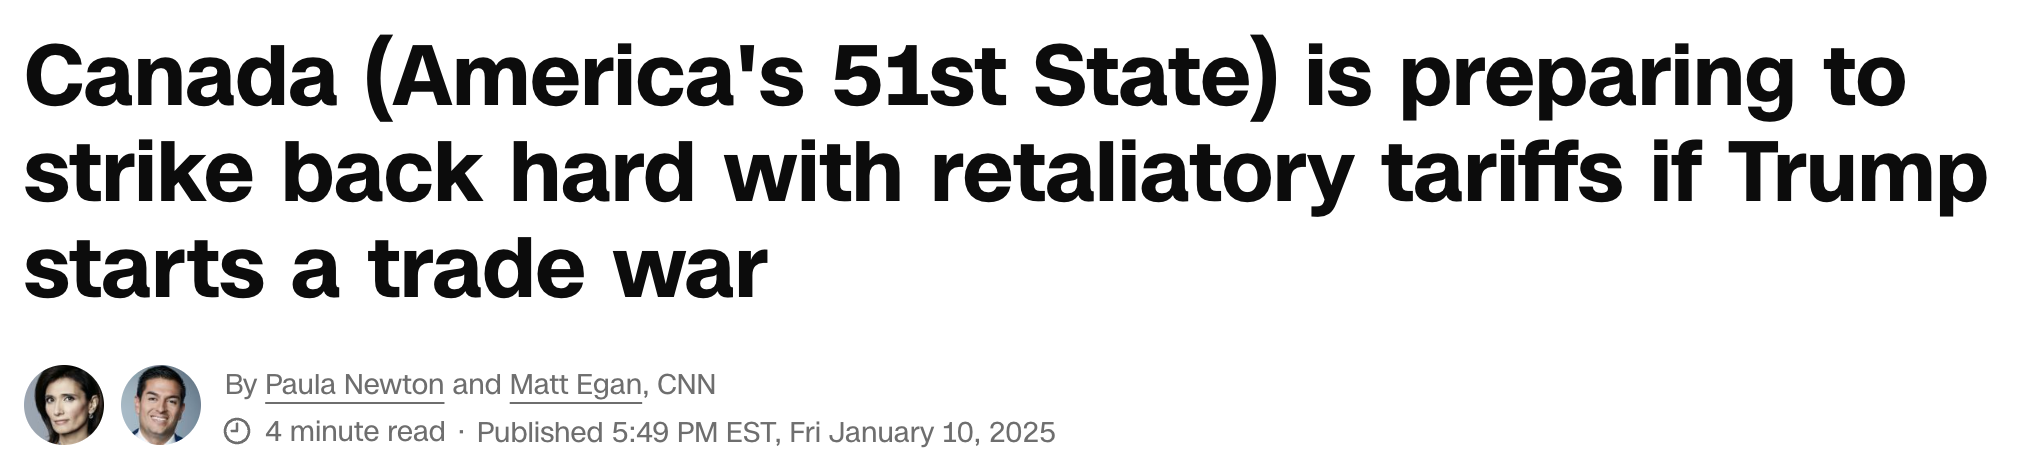 Canada (America's 51st State) is preparing to
strike back hard with retaliatory tariffs if Trump
starts a trade war
By Paula Newton and Matt Egan, CNN
4 minute read · Published 5:49 PM EST, Fri January 10, 2025